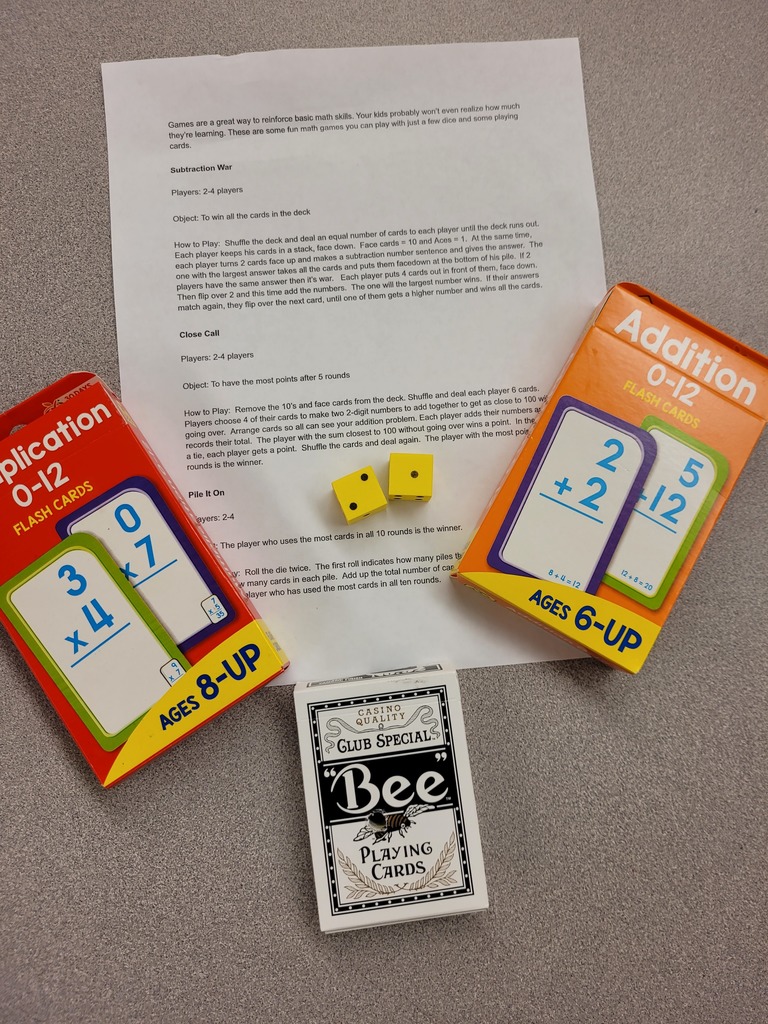 Games are a great way to reinforce basic math skills. Your kids probably won't even realize how much
they're learning. These are some fun math games you can play with just a few dice and some playing
cards.
Subtraction War
Players: 2-4 players
Object: To win all the cards in the deck
How to Play: Shuffle the deck and deal an equal number of cards to each player until the deck runs out.
Each player keeps his cards in a stack, face down. Face cards = 10 and Aces = 1. At the same time,
each player turns 2 cards face up and makes a subtraction number sentence and gives the answer. The
one with the largest answer takes all the cards and puts them facedown at the bottom of his pile. If 2
players have the same answer then it's war. Each player puts 4 cards out in front of them, face down.
Then flip over 2 and this time add the numbers. The one will the largest number wins. If their answers
match again, they flip over the next card, until one of them gets a higher number and wins all the cards.
Close Call
Players: 2-4 players
Object: To have the most points after 5 rounds
How to Play: Remove the 10's and face cards from the deck. Shuffle and deal each player 6 cards.
Players choose 4 of their cards to make two 2-digit numbers to add together to get as close to 100
going over. Arrange cards so all can see your addition problem. Each player adds their numbers
records their total. The player with the sum closest to 100 without going over wins a point. In the
a tie, each player gets a point. Shuffle the cards and deal again. The player with the most
rounds is the winner.
Pile It On
ayers: 2-4
The player who uses the most cards in all 10 rounds is the winner.
y: Roll the die twice. The first roll indicates how many piles
many cards in each pile. Add up the total number of
layer who has used the most cards in all ten rounds.
plication
0-12
FLASH CARDS
0
x 7
3
x 4
7
x 5
35
9
x 7
AGES 8-UP
Addition
0-12
FLASH CARDS
2
+ 2
8 + 4 = 12
5
12
12 + 8 = 20
AGES 6-UP
CASINO
QUALITY
CLUB SPECIAL
"Bee"
PLAYING
CARDS